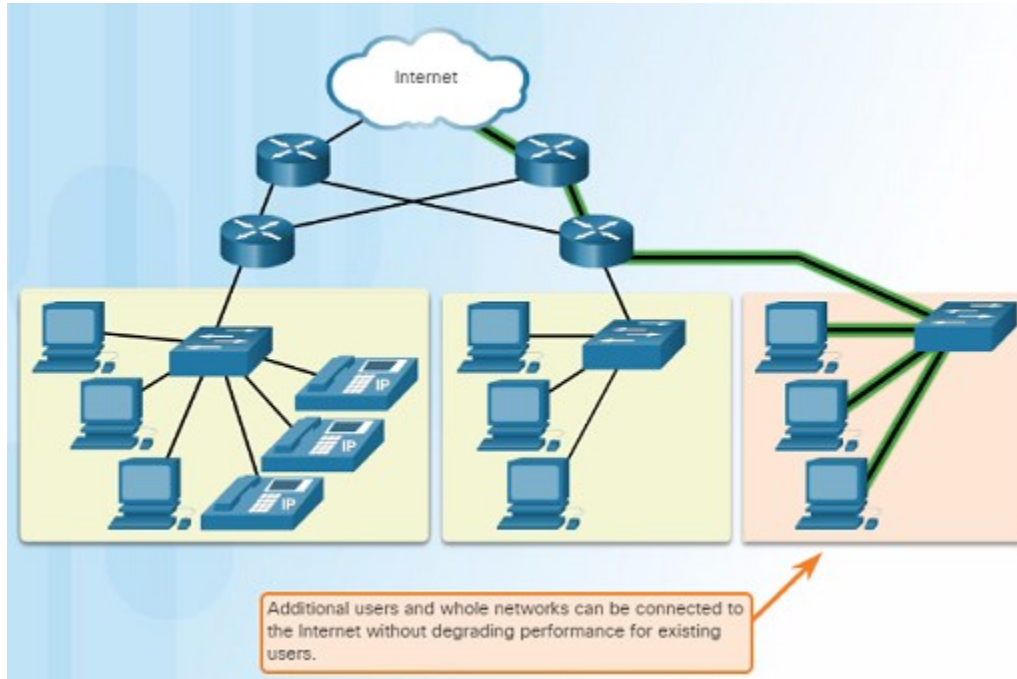 Internet
IP
IP
IP
Additional users and whole networks can be connected to
the Internet without degrading performance for existing
users.